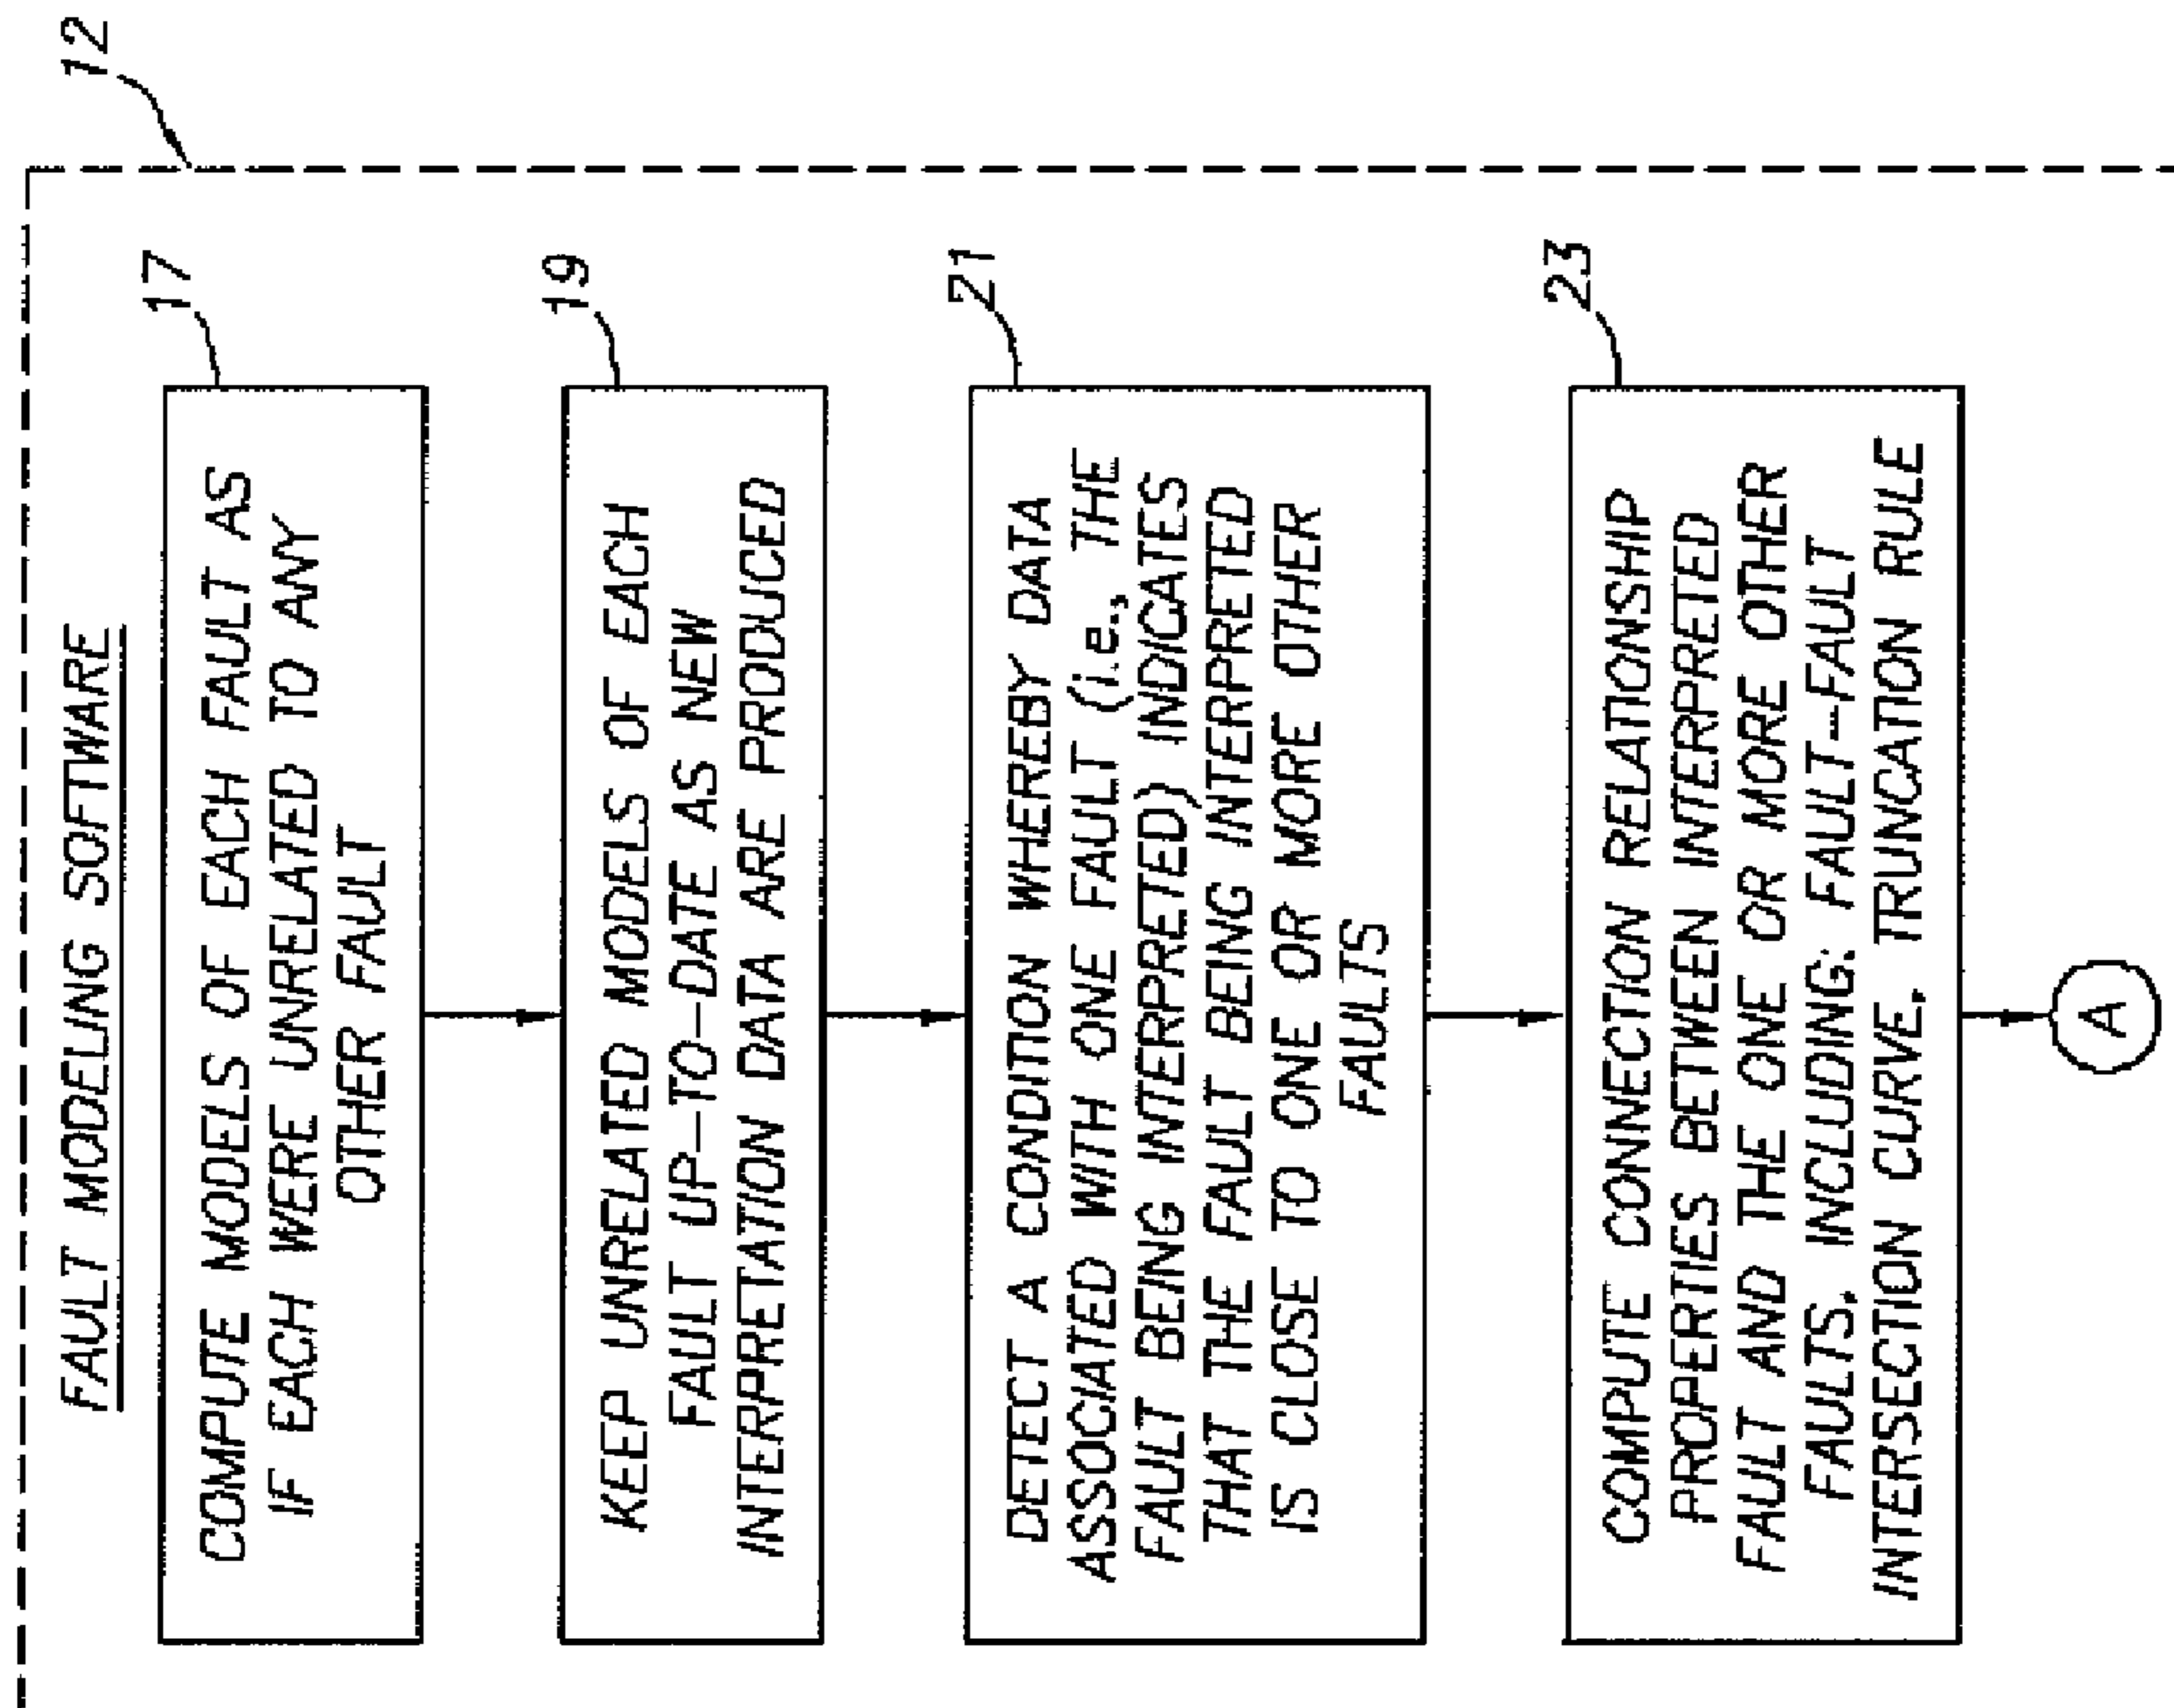 12
FAULT MODELING SOFTWARE
17
COMPUTE MODELS OF EACH FAULT AS
IF EACH WERE UNRELATED TO ANY
OTHER FAULT
19
KEEP UNRELATED MODELS OF EACH
FAULT UP-TO-DATE AS NEW
INTERPRETATION DATA ARE PRODUCED
21
DETECT A CONDITION WHEREBY DATA
ASSOCIATED WITH ONE FAULT (i.e., THE
FAULT BEING INTERPRETED) INDICATES
THAT THE FAULT BEING INTERPRETED
IS CLOSE TO ONE OR MORE OTHER
FAULTS
23
COMPUTE CONNECTION RELATIONSHIP
PROPERTIES BETWEEN INTERPRETED
FAULT AND THE ONE OR MORE OTHER
FAULTS, INCLUDING: FAULT-FAULT
INTERSECTION CURVE, TRUNCATION RULE
A